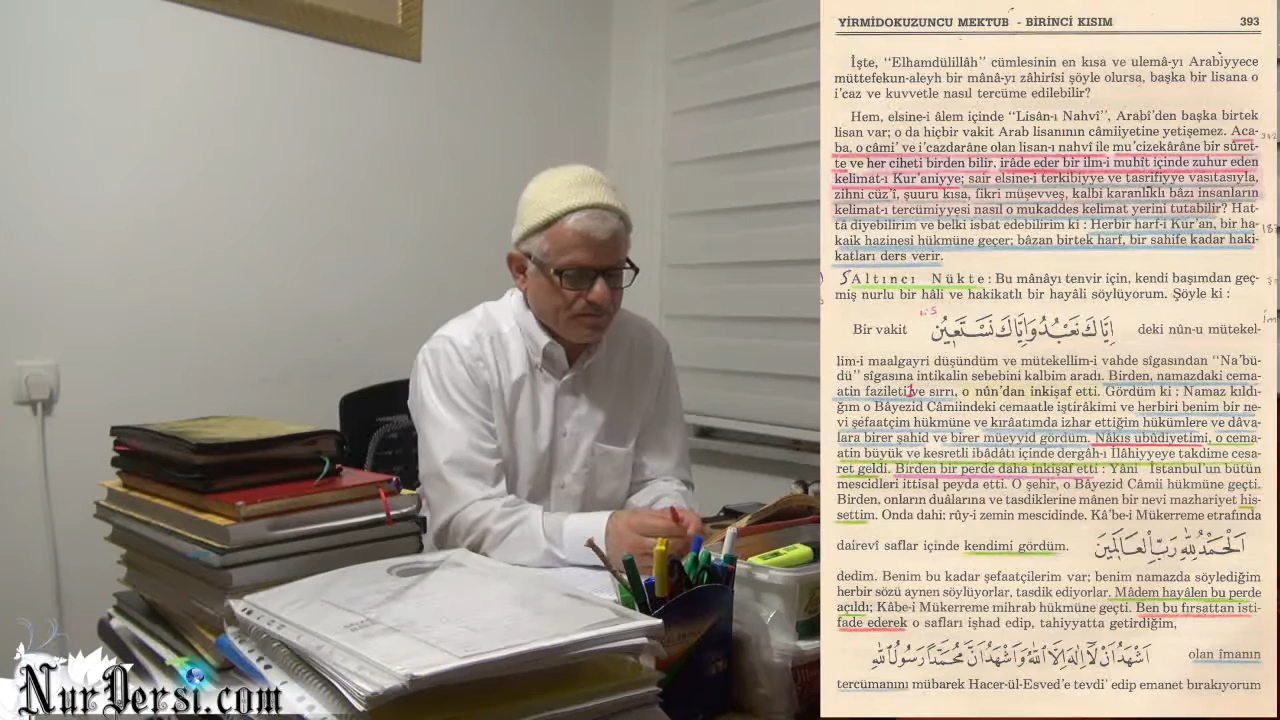 YİRMİDOKUZUNCU MEKTUB - BİRİNCİ KISIM 393
İşte, "Elhamdülillâh" cümlesinin en kısa ve ulemâ-yı Arabiyyece
müttefekun-aleyh bir mânâ-yı zâhirîsi şöyle olursa, başka bir lisana o
i'caz ve kuvvetle nasıl tercüme edilebilir?
Hem, elsine-i âlem içinde "Lisân-ı Nahvî", Arabî'den başka birtek
lisan var; o da hiçbir vakit Arab lisanının câmiiyetine yetişemez. Aca-
ba, o câmi' ve i'cazdarâne olan lisan-ı nahvî ile mu'cizekârâne bir sûret-
te ve her ciheti birden bilir, irâde eder bir ilm-i muhît içinde zuhur eden
kelimat-ı Kur'aniyye; sair elsine-i terkibiyye ve tasrifiyye vasıtasıyla,
zihni cüz'î, şuuru kısa, fikri müşevveş, kalbi karanlıklı bâzı insanların
kelimat-ı tercümiyyesi nasıl o mukaddes kelimat yerini tutabilir? Hat-
tâ diyebilirim ve belki isbat edebilirim ki : Herbir harf-i Kur'an, bir ha-
kaik hazinesi hükmüne geçer; bâzan birtek harf, bir sahife kadar haki-
katları ders verir.
Altıncı Nükte : Bu mânâyı tenvir için, kendi başımdan geç-
miş nurlu bir hâli ve hakikatlı bir hayâli söylüyorum. Şöyle ki :
Bir vakit اِيَّاكَ نَعْبُدُ وَاِيَّاكَ نَسْتَعِينُ deki nûn-u mütekel-
lim-i maalgayri düşündüm ve mütekellim-i vahde sîgasından "Na'bü-
dü" sîgasına intikalin sebebini kalbim aradı. Birden, namazdaki cema-
atin fazileti ve sırrı, o nûn'dan inkişaf etti. Gördüm ki : Namaz kıldı-
ğım o Bâyezid Câmiindeki cemaatle iştirâkimi ve herbiri benim bir ne-
vi şefaatçim hükmüne ve kırâatımda izhar ettiğim hükümlere ve dâva-
lara birer şahid ve birer müeyyid gördüm. Nâkıs ubûdiyetimi, o cema-
atin büyük ve kesretli ibâdâtı içinde dergâh-ı İlâhiyyeye takdime cesa-
ret geldi. Birden bir perde daha inkişaf etti : Yâni İstanbul'un bütün
mescidleri ittisal peyda etti. O şehir, o Bâyezid Câmii hükmüne geçti.
Birden, onların duâlarına ve tasdiklerine mânen bir nevi mazhariyet his-
settim. Onda dahi: rûy-i zemin mescidinde, Kâ'be-i Mükerreme etrafında
dairevî saflar içinde kendimi gördüm. اَلْحَمْدُ لِلّٰهِ رَبِّ الْعَالَمِينَ
dedim. Benim bu kadar şefaatçilerim var; benim namazda söylediğim
herbir sözü aynen söylüyorlar, tasdik ediyorlar. Mâdem hayâlen bu perde
açıldı; Kâbe-i Mükerreme mihrab hükmüne geçti. Ben bu fırsattan isti-
fade ederek o safları işhad edip, tahiyyatta getirdiğim,
اَشْهَدُ اَنْ لَا اِلٰهَ اِلَّا اللّٰهُ وَاَشْهَدُ اَنَّ مُحَمَّدًا رَسُولُ اللّٰهِ olan îmanın
tercümanını mübarek Hacer-ül-Esved'e tevdi' edip emanet bırakıyorum
NurDersi.com